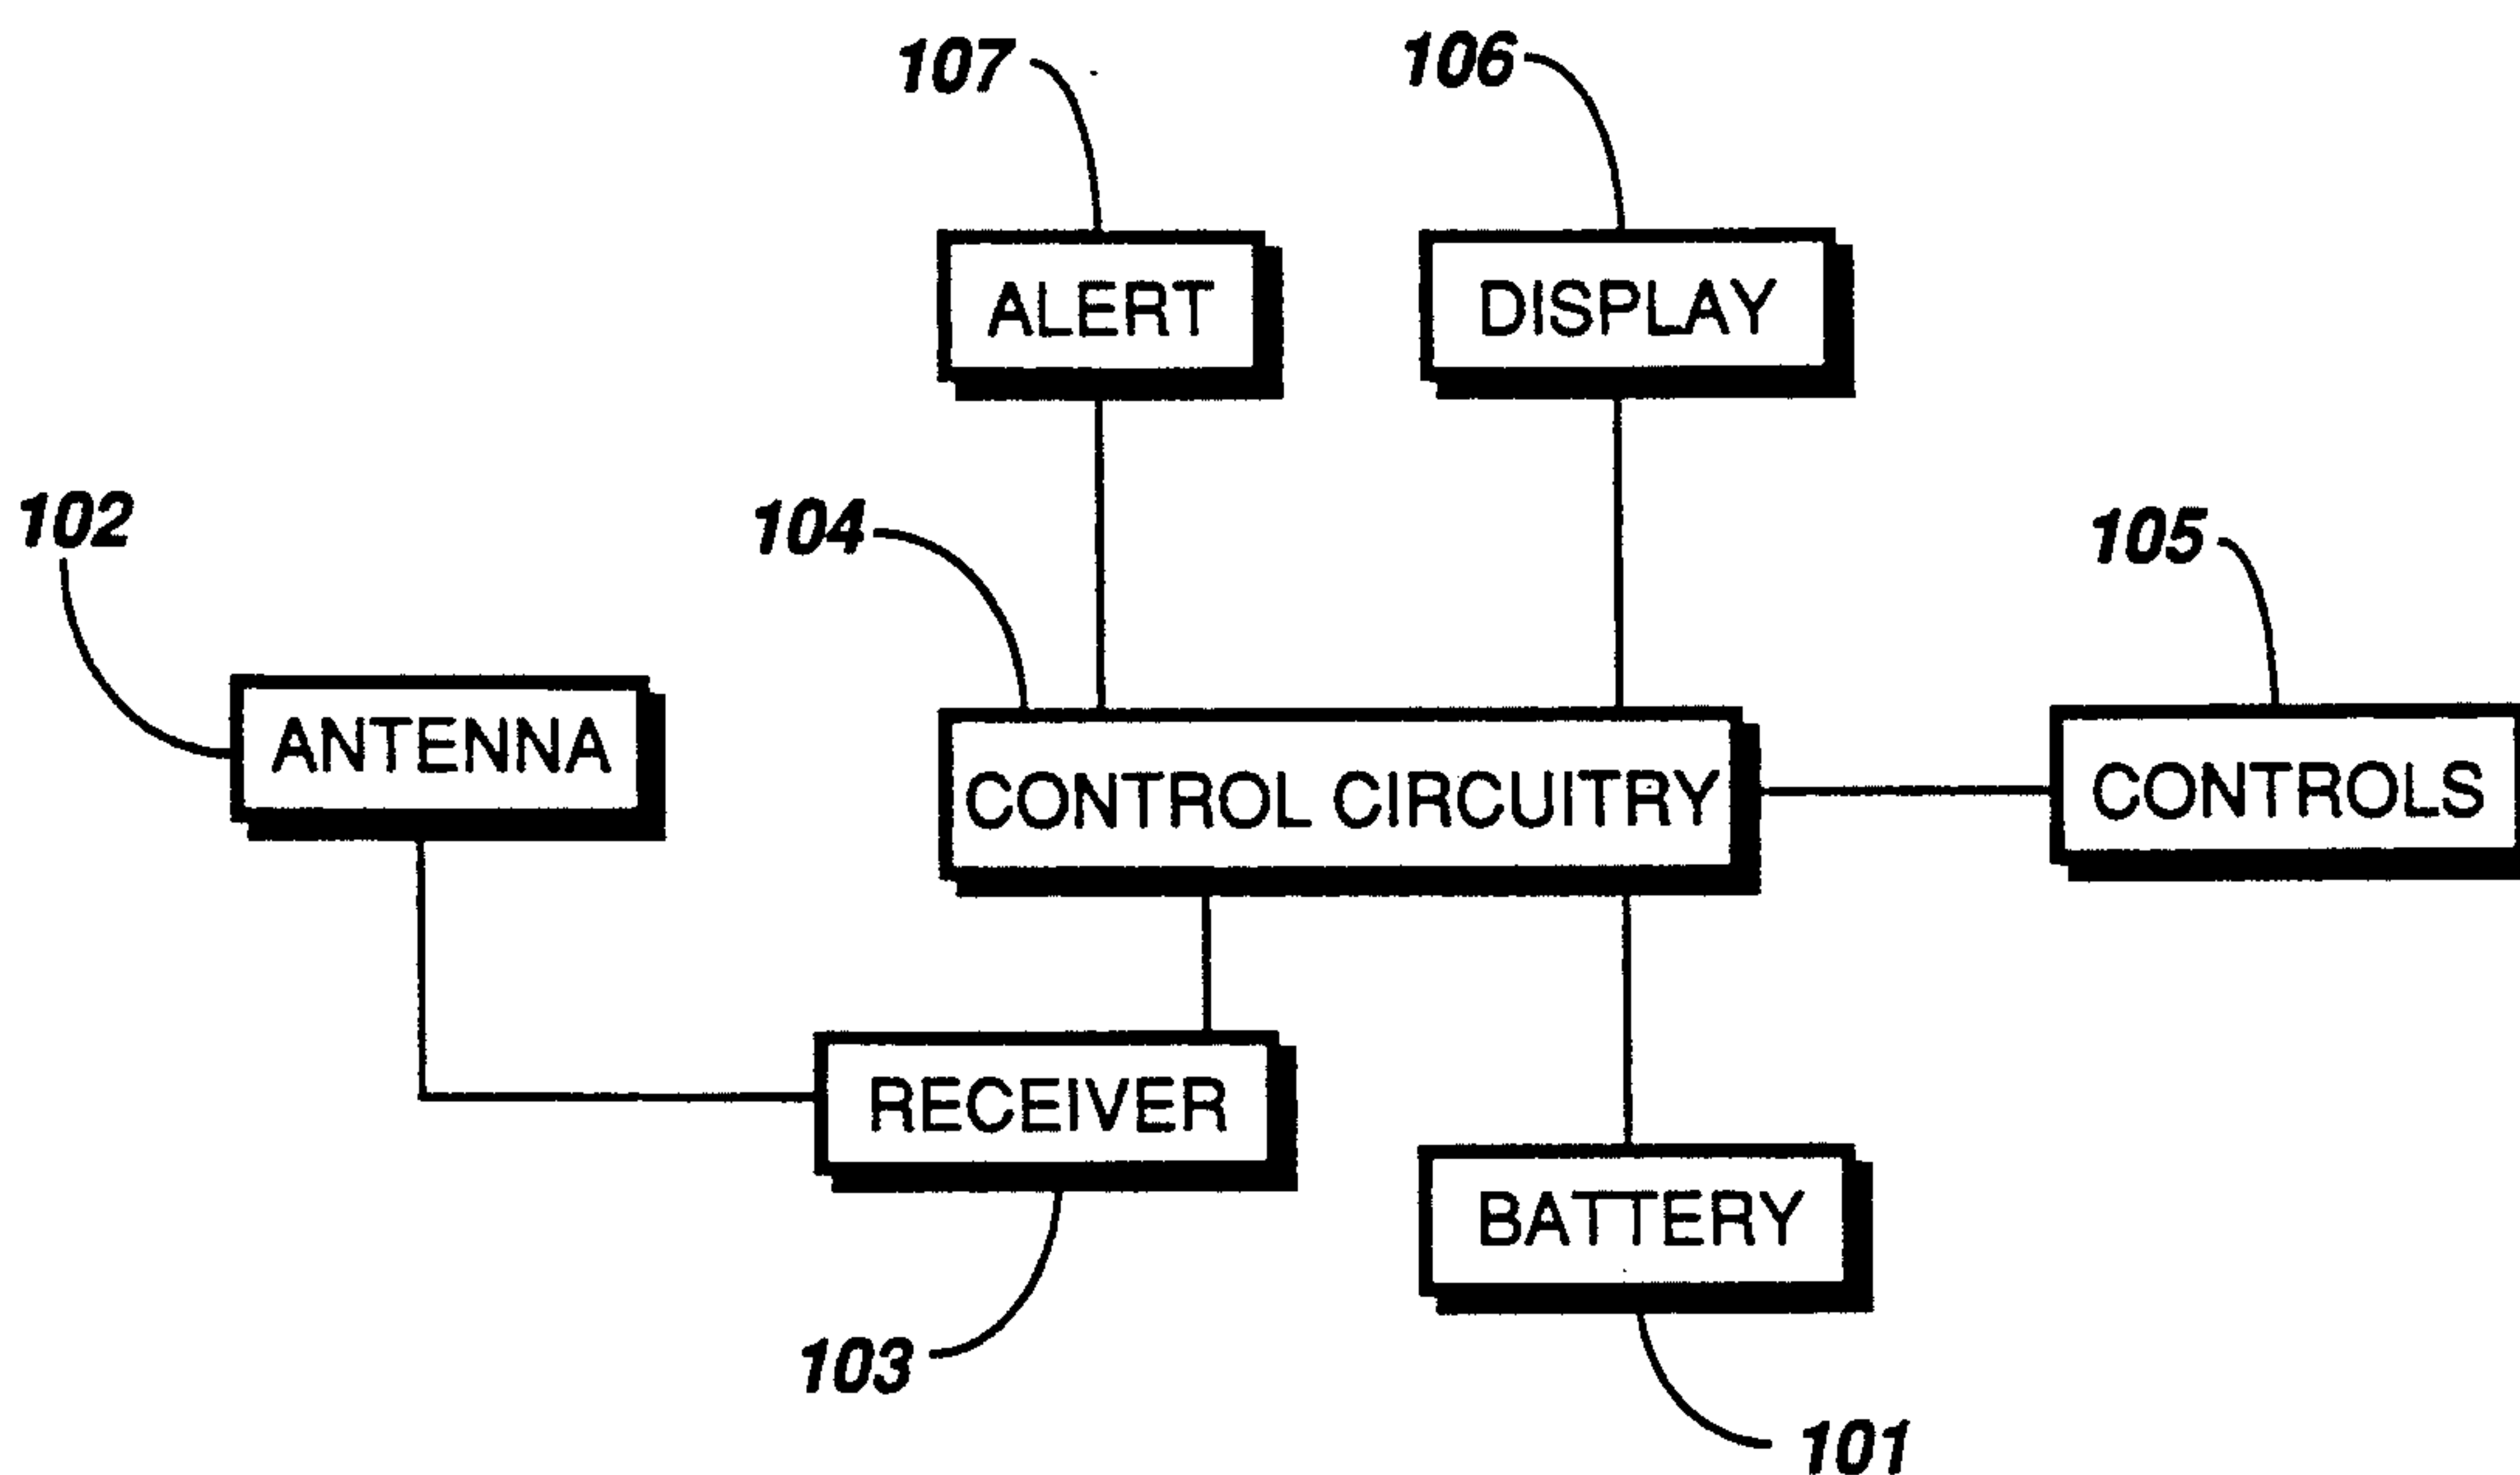 107
106
ALERT
DISPLAY
102
104
105
ANTENNA
CONTROL CIRCUITRY
CONTROLS
RECEIVER
BATTERY
103
101